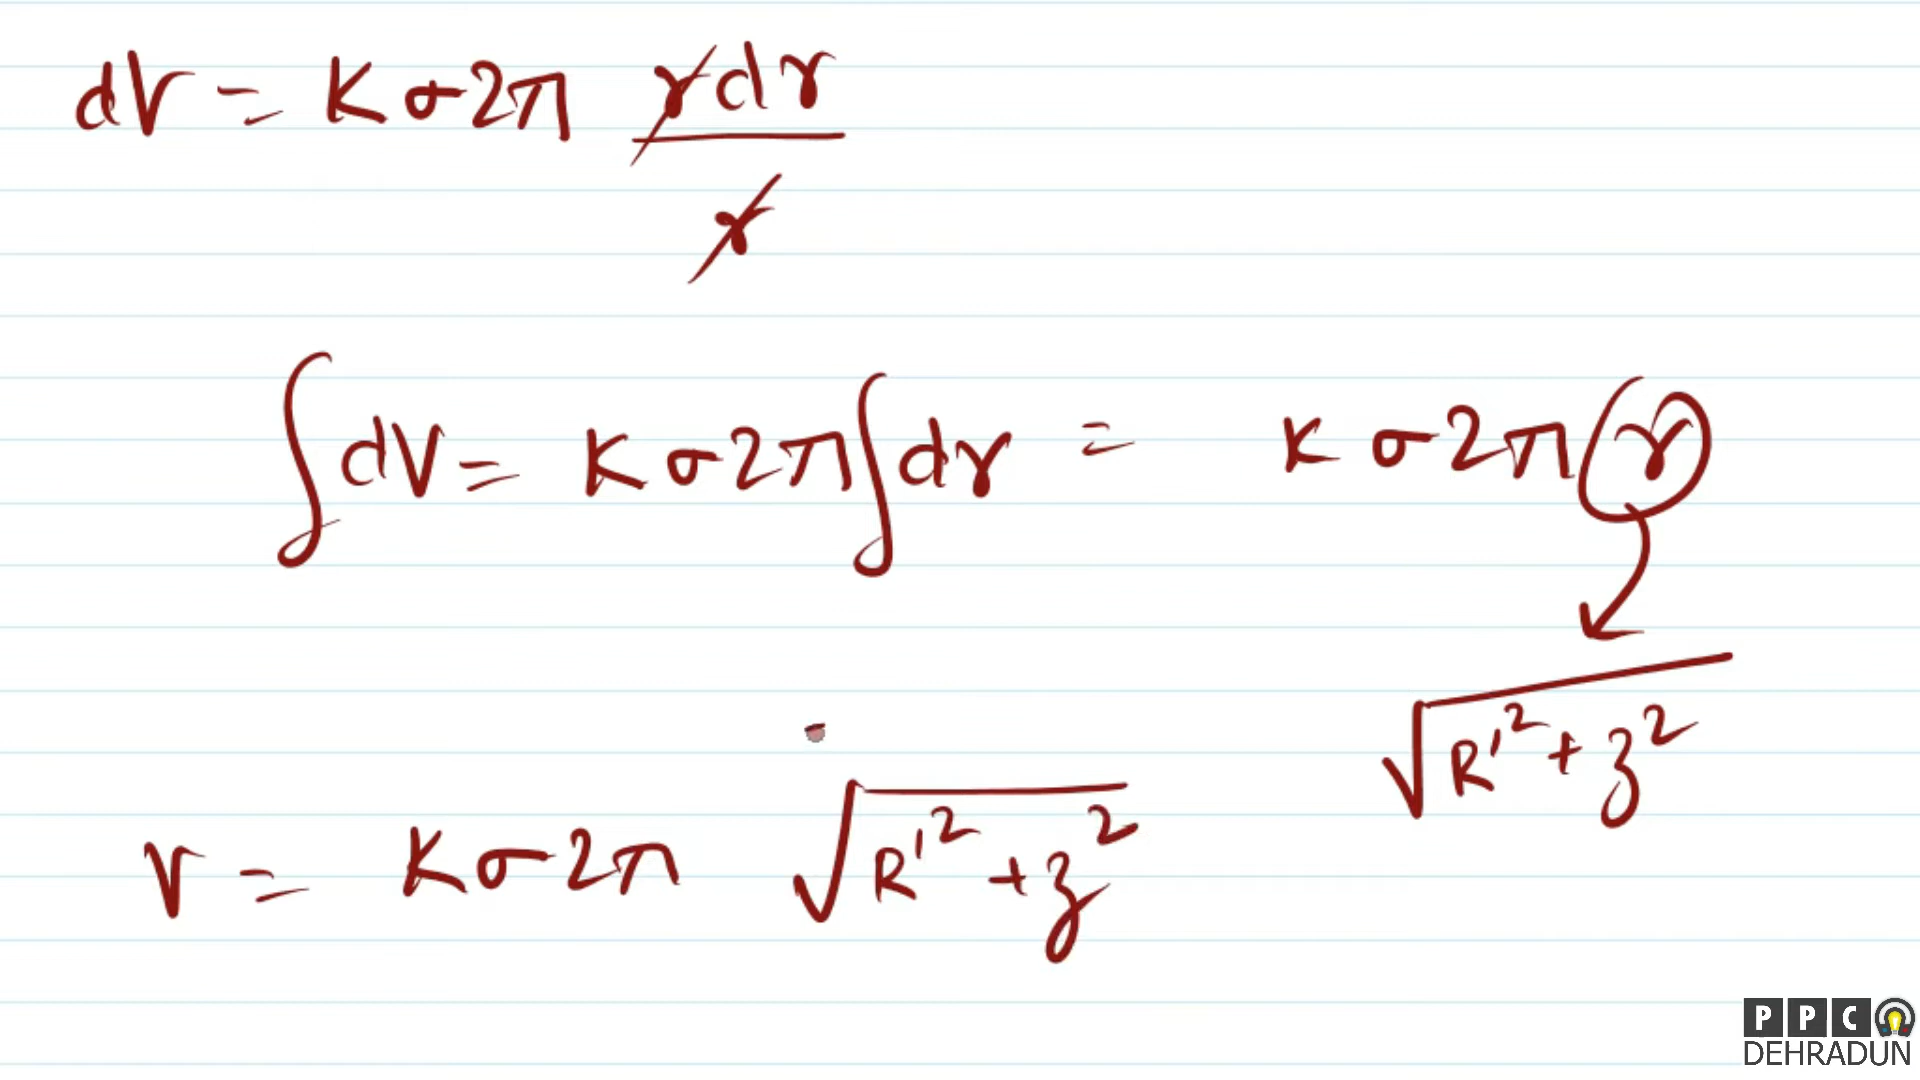 dV = Kσ2π rdr/r
∫dV = Kσ2π∫dr = Kσ2π(r)
√(R'²+z²)
V = Kσ2π √(R'²+z²)
PPC
DEHRADUN